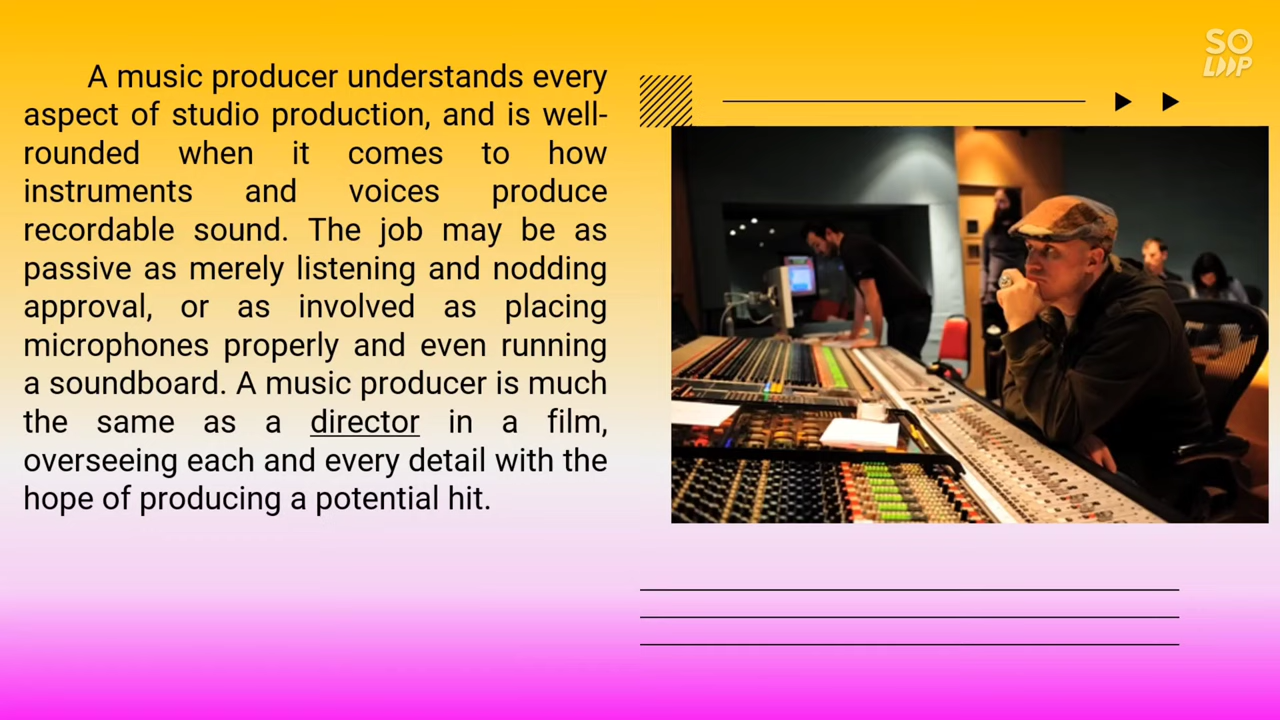 A music producer understands every
aspect of studio production, and is well-
rounded when it comes to how
instruments and voices produce
recordable sound. The job may be as
passive as merely listening and nodding
approval, or as involved as placing
microphones properly and even running
a soundboard. A music producer is much
the same as a director in a film,
overseeing each and every detail with the
hope of producing a potential hit.
SO
LOOP